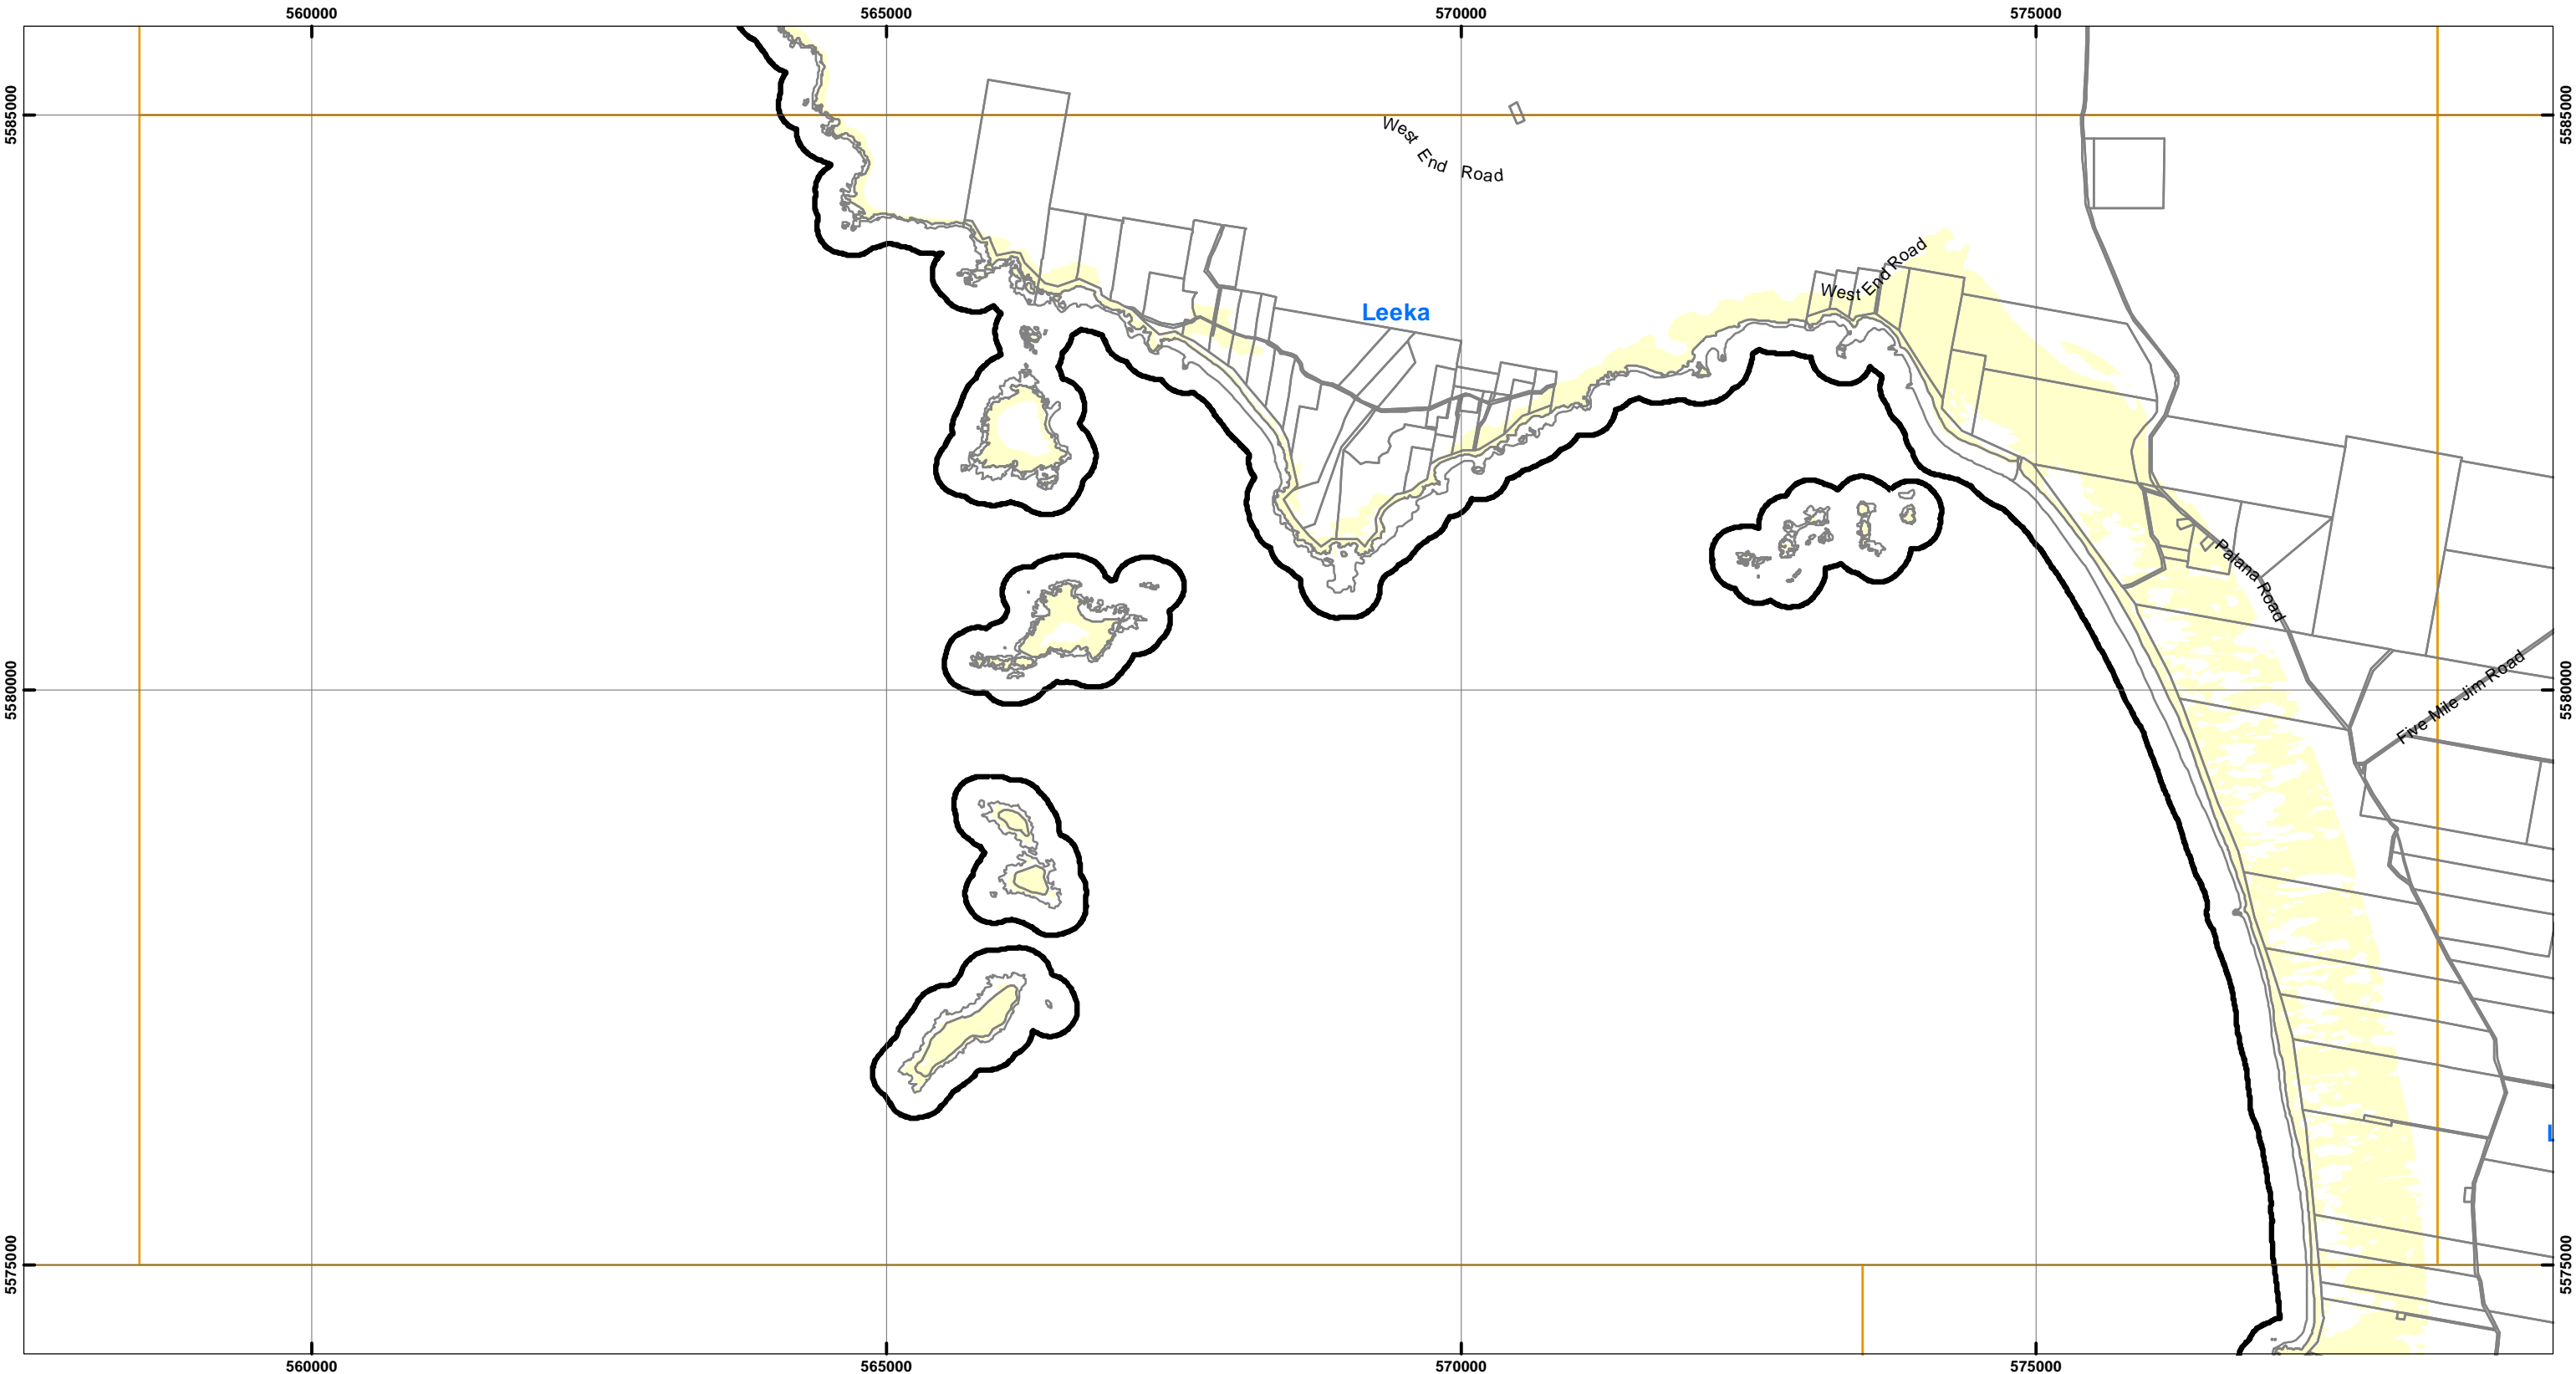 560000 565000 570000 575000
5585000 5585000
West End Road
West End Road
Leeka
Palana Road
Five Mile Jim Road
5580000 5580000
L
5575000 5575000
560000 565000 570000 575000